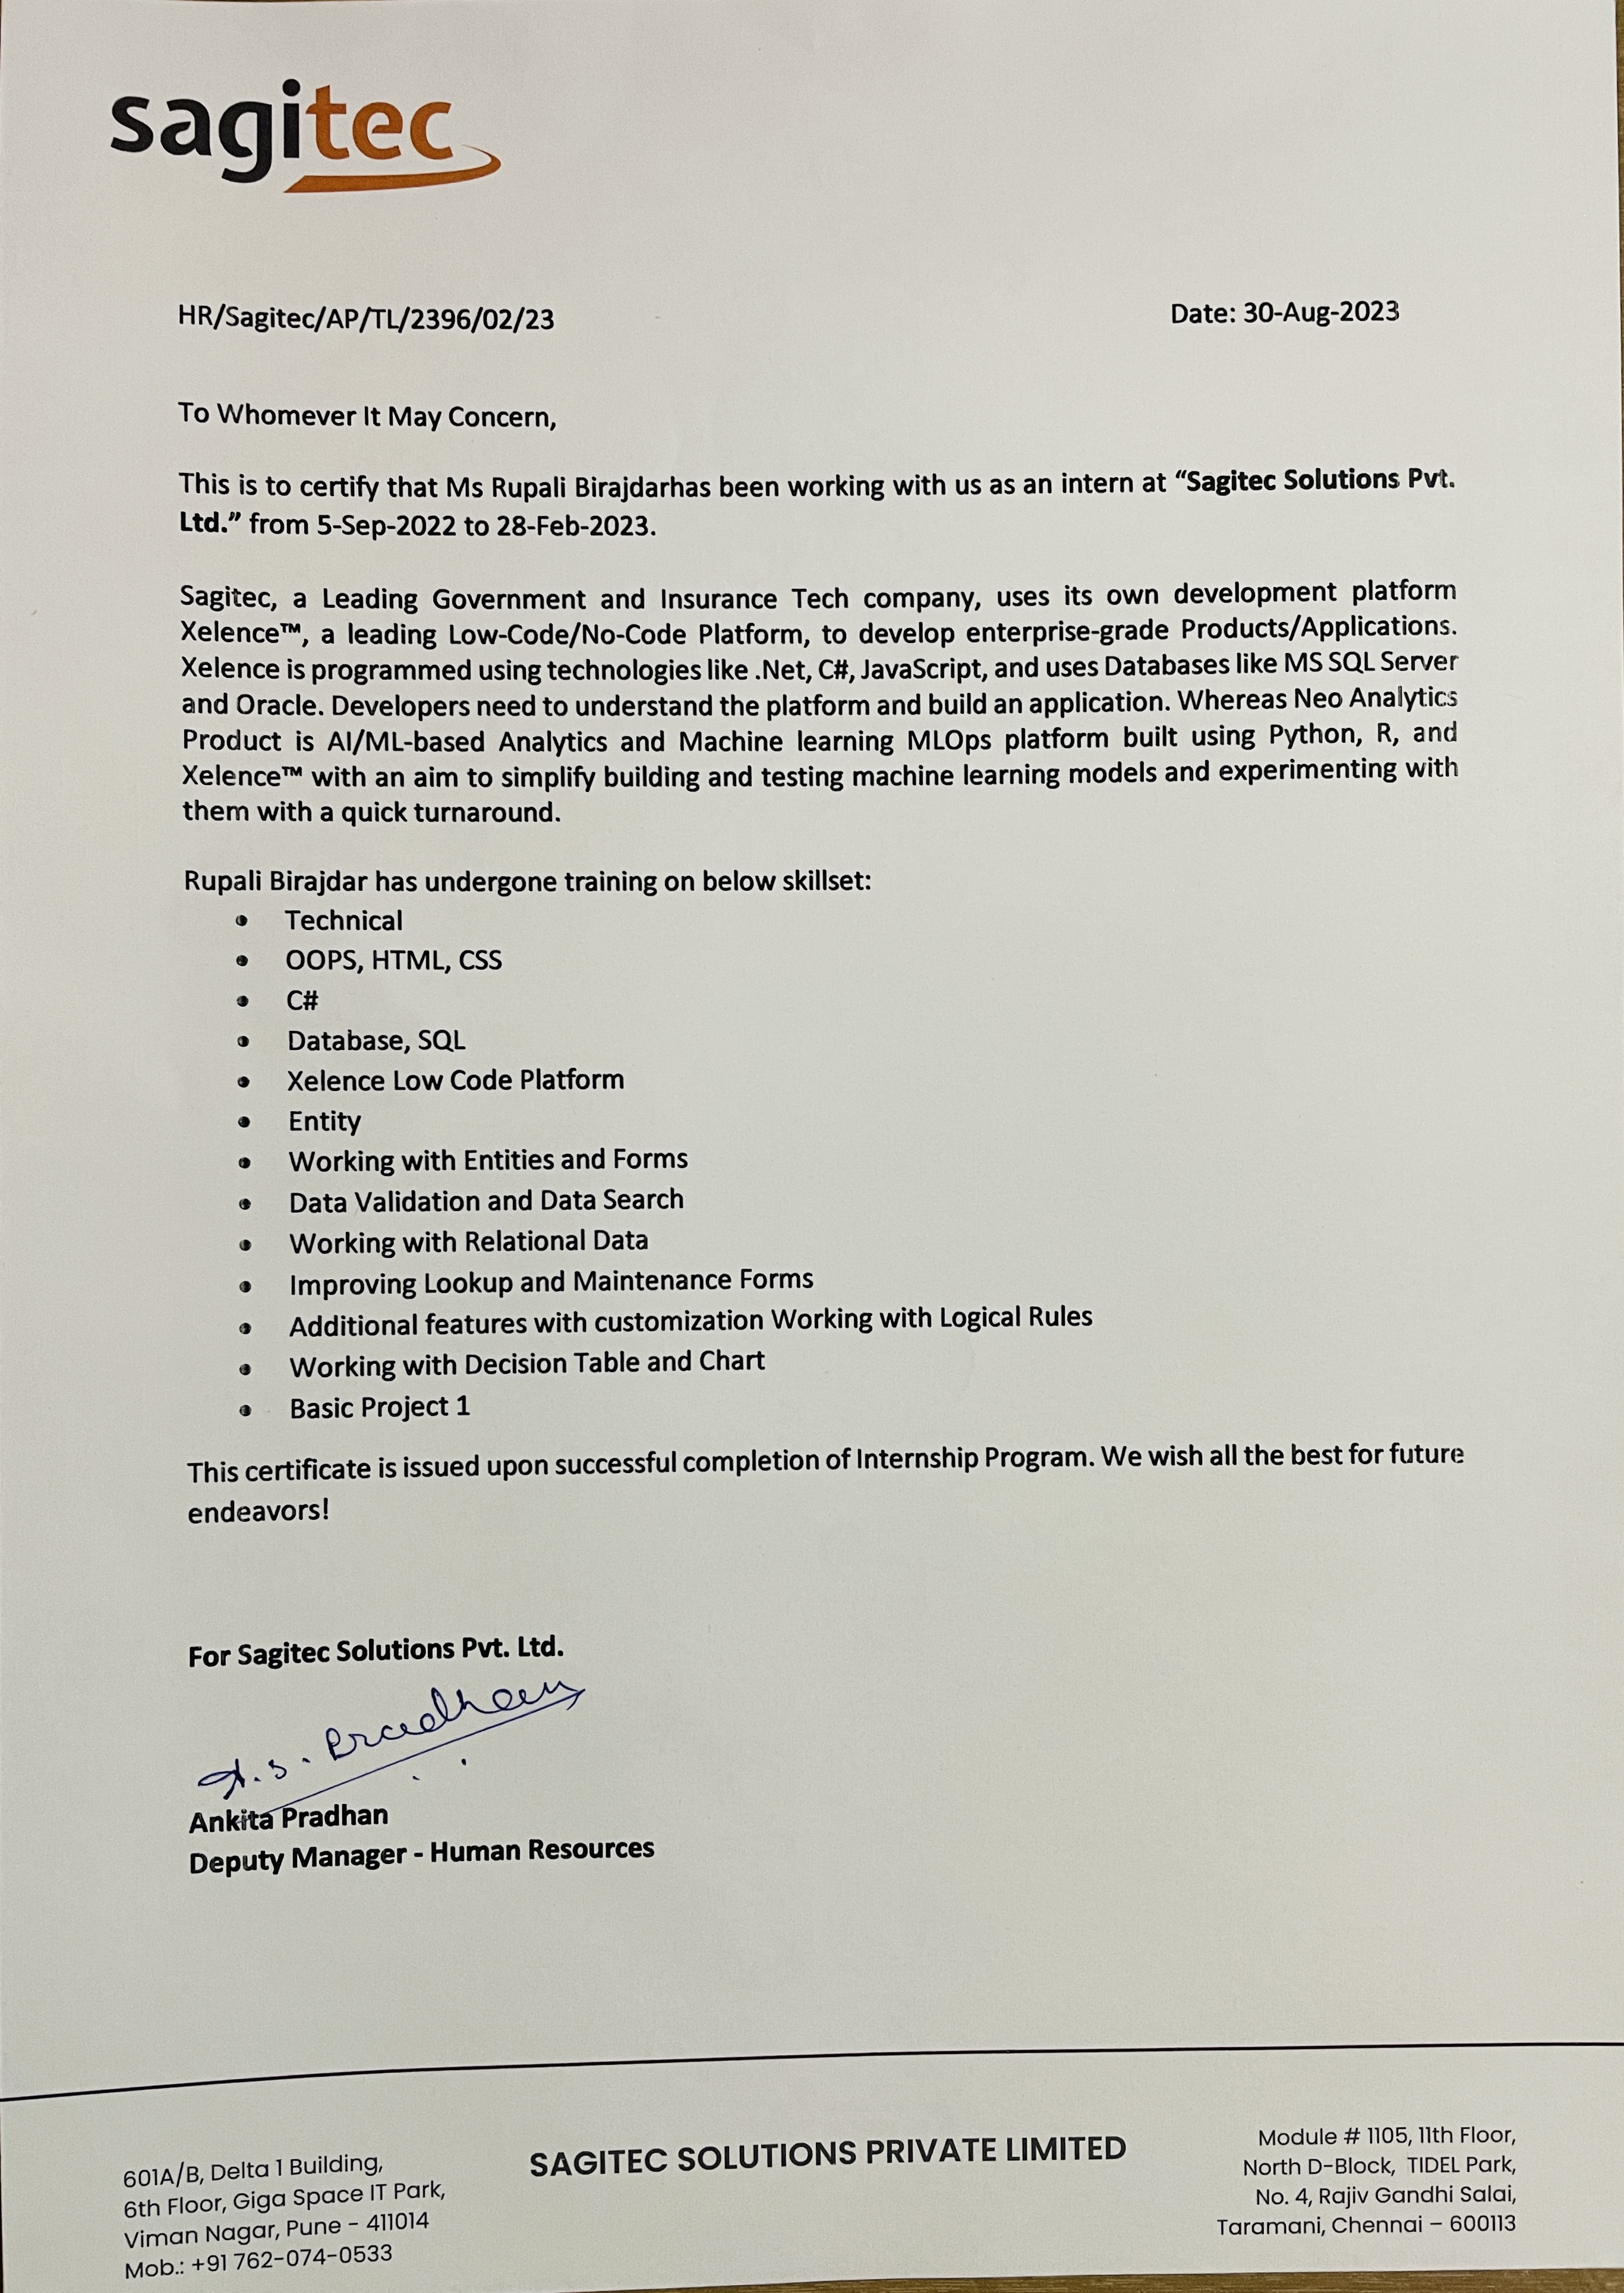 sagitec
HR/Sagitec/AP/TL/2396/02/23
Date: 30-Aug-2023
To Whomever It May Concern,
This is to certify that Ms Rupali Birajdarhas been working with us as an intern at “Sagitec Solutions Pvt.
Ltd.” from 5-Sep-2022 to 28-Feb-2023.
Sagitec, a Leading Government and Insurance Tech company, uses its own development platform
Xelence™, a leading Low-Code/No-Code Platform, to develop enterprise-grade Products/Applications.
Xelence is programmed using technologies like .Net, C#, JavaScript, and uses Databases like MS SQL Server
and Oracle. Developers need to understand the platform and build an application. Whereas Neo Analytics
Product is AI/ML-based Analytics and Machine learning MLOps platform built using Python, R, and
Xelence™ with an aim to simplify building and testing machine learning models and experimenting with
them with a quick turnaround.
Rupali Birajdar has undergone training on below skillset:
• Technical
• OOPS, HTML, CSS
• C#
• Database, SQL
• Xelence Low Code Platform
• Entity
• Working with Entities and Forms
• Data Validation and Data Search
• Working with Relational Data
• Improving Lookup and Maintenance Forms
• Additional features with customization Working with Logical Rules
• Working with Decision Table and Chart
• Basic Project 1
This certificate is issued upon successful completion of Internship Program. We wish all the best for future
endeavors!
For Sagitec Solutions Pvt. Ltd.
A.S. Pradhan
Ankita Pradhan
Deputy Manager - Human Resources
601A/B, Delta 1 Building,
6th Floor, Giga Space IT Park,
Viman Nagar, Pune - 411014
Mob.: +91 762-074-0533
SAGITEC SOLUTIONS PRIVATE LIMITED
Module # 1105, 11th Floor,
North D-Block, TIDEL Park,
No. 4, Rajiv Gandhi Salai,
Taramani, Chennai – 600113